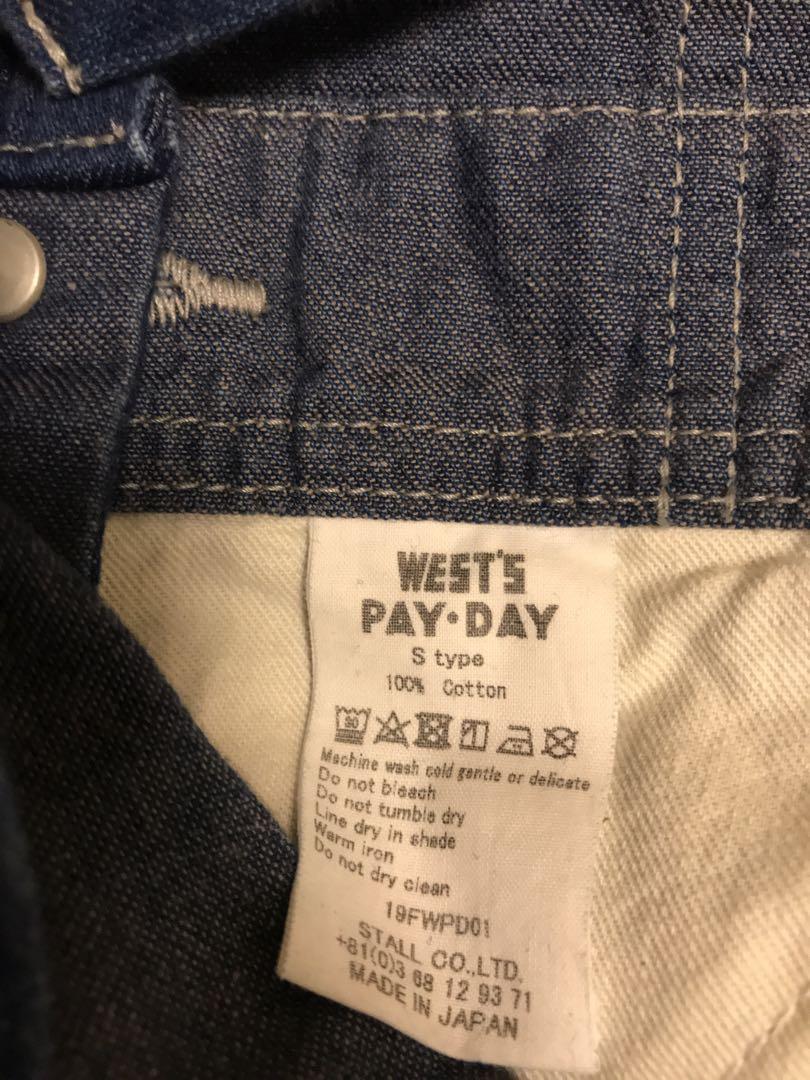 WEST'S
PAY·DAY
S type
100% Cotton
30
Machine wash cold gentle or delicate
Do not bleach
Do not tumble dry
Line dry in shade
Warm iron
Do not dry clean
19FWPD01
STALL CO.,LTD.
+81(0)3 68 12 93 71
MADE IN JAPAN